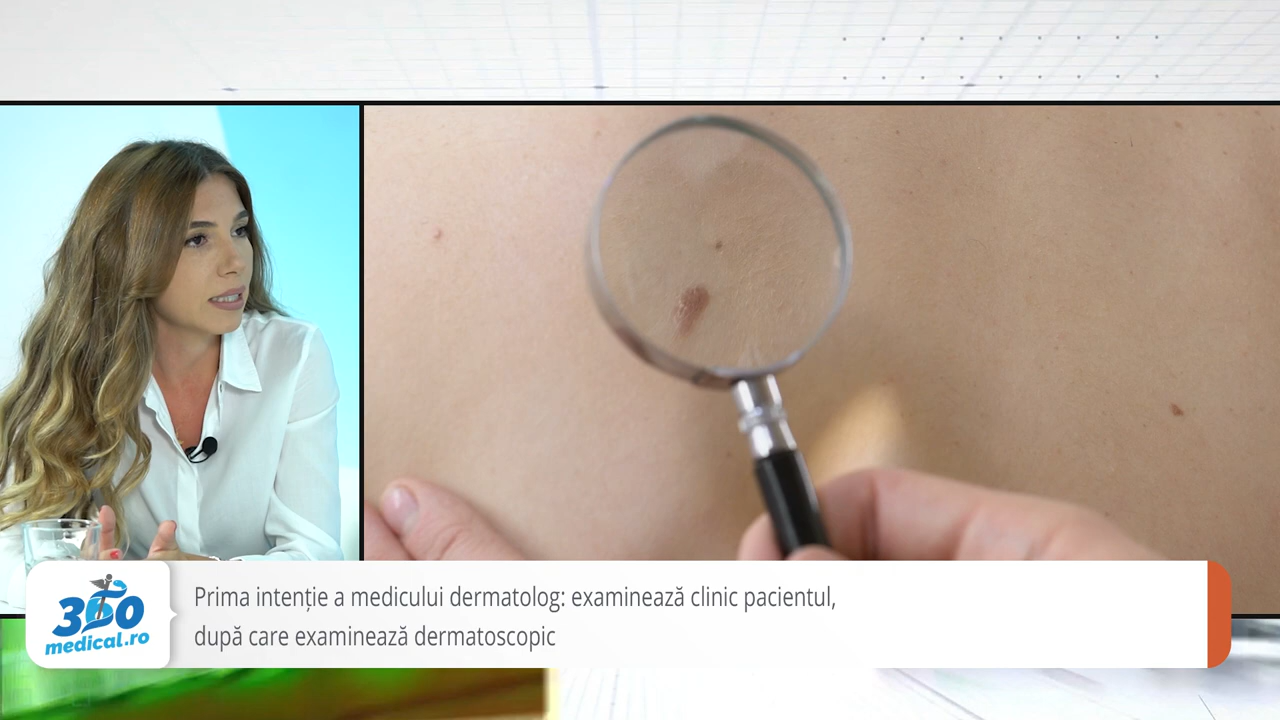 360
medical.ro
Prima intenție a medicului dermatolog: examinează clinic pacientul,
după care examinează dermatoscopic